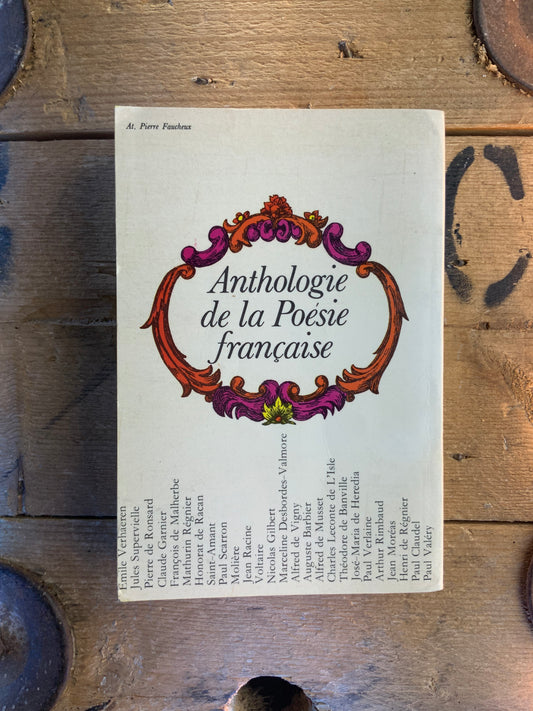 At. Pierre Faucheux
Anthologie
de la Poésie
française
Émile Verhaeren
Jules Supervielle
Pierre de Ronsard
Claude Garnier
François de Malherbe
Mathurin Régnier
Honorat de Racan
Saint-Amant
Paul Scarron
Molière
Jean Racine
Voltaire
Nicolas Gilbert
Marceline Desbordes-Valmore
Alfred de Vigny
Auguste Barbier
Alfred de Musset
Charles Leconte de L'Isle
Théodore de Banville
José-Maria de Heredia
Paul Verlaine
Arthur Rimbaud
Jean Moréas
Henri de Régnier
Paul Claudel
Paul Valéry